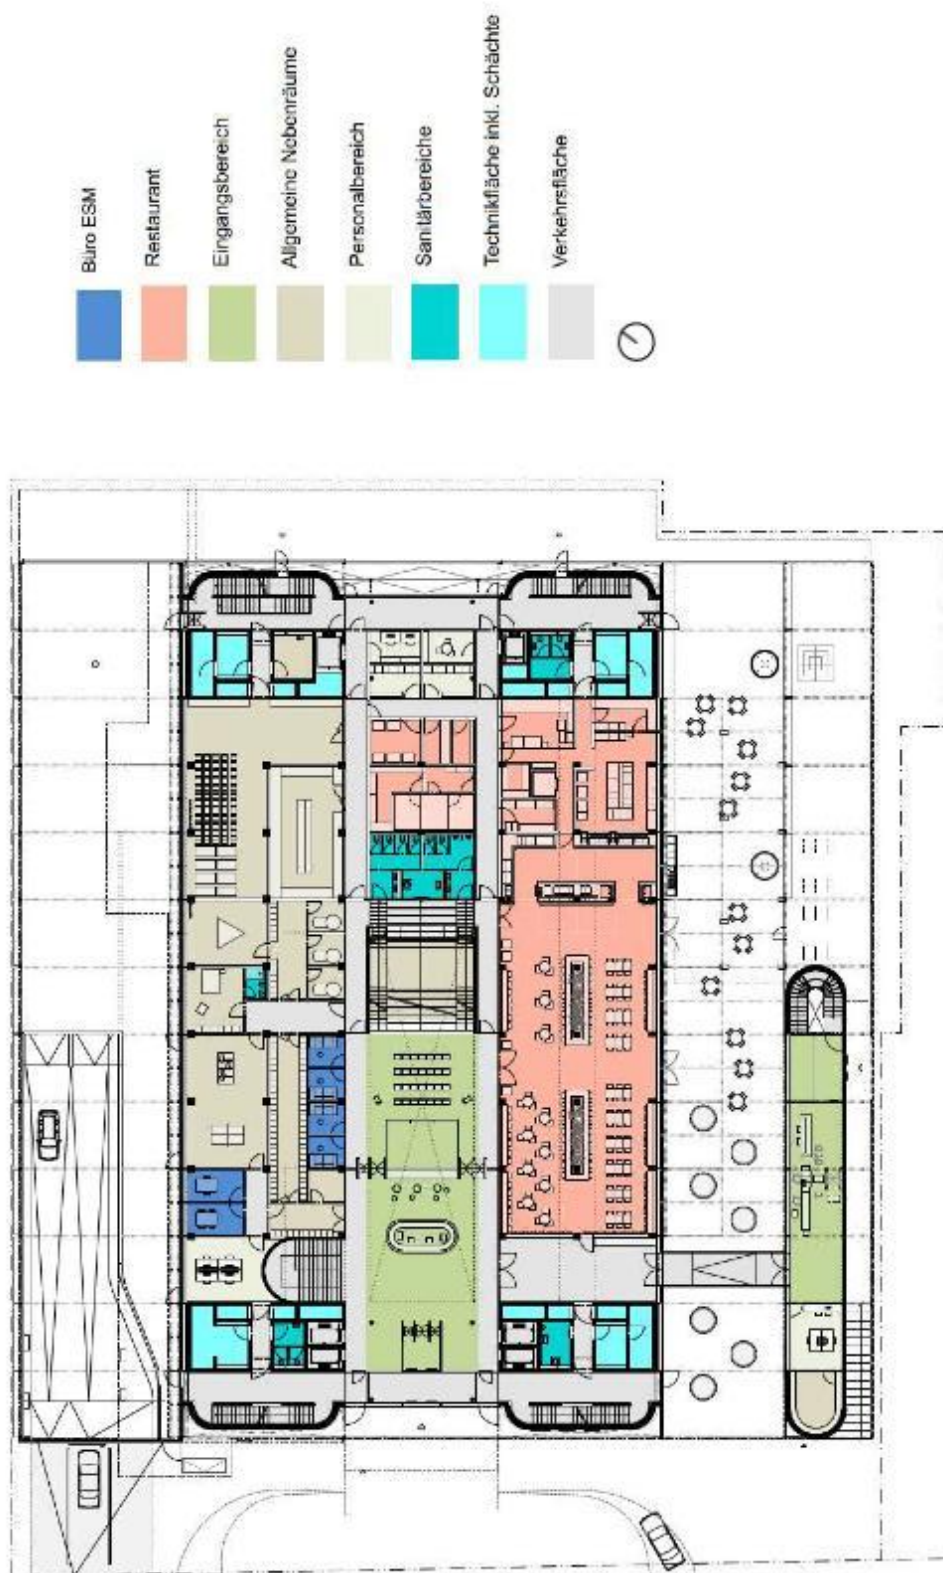 Büro ESM
Restaurant
Eingangsbereich
Allgemeine Nebenräume
Personalbereich
Sanitärbereiche
Technikfläche inkl. Schächte
Verkehrsfläche